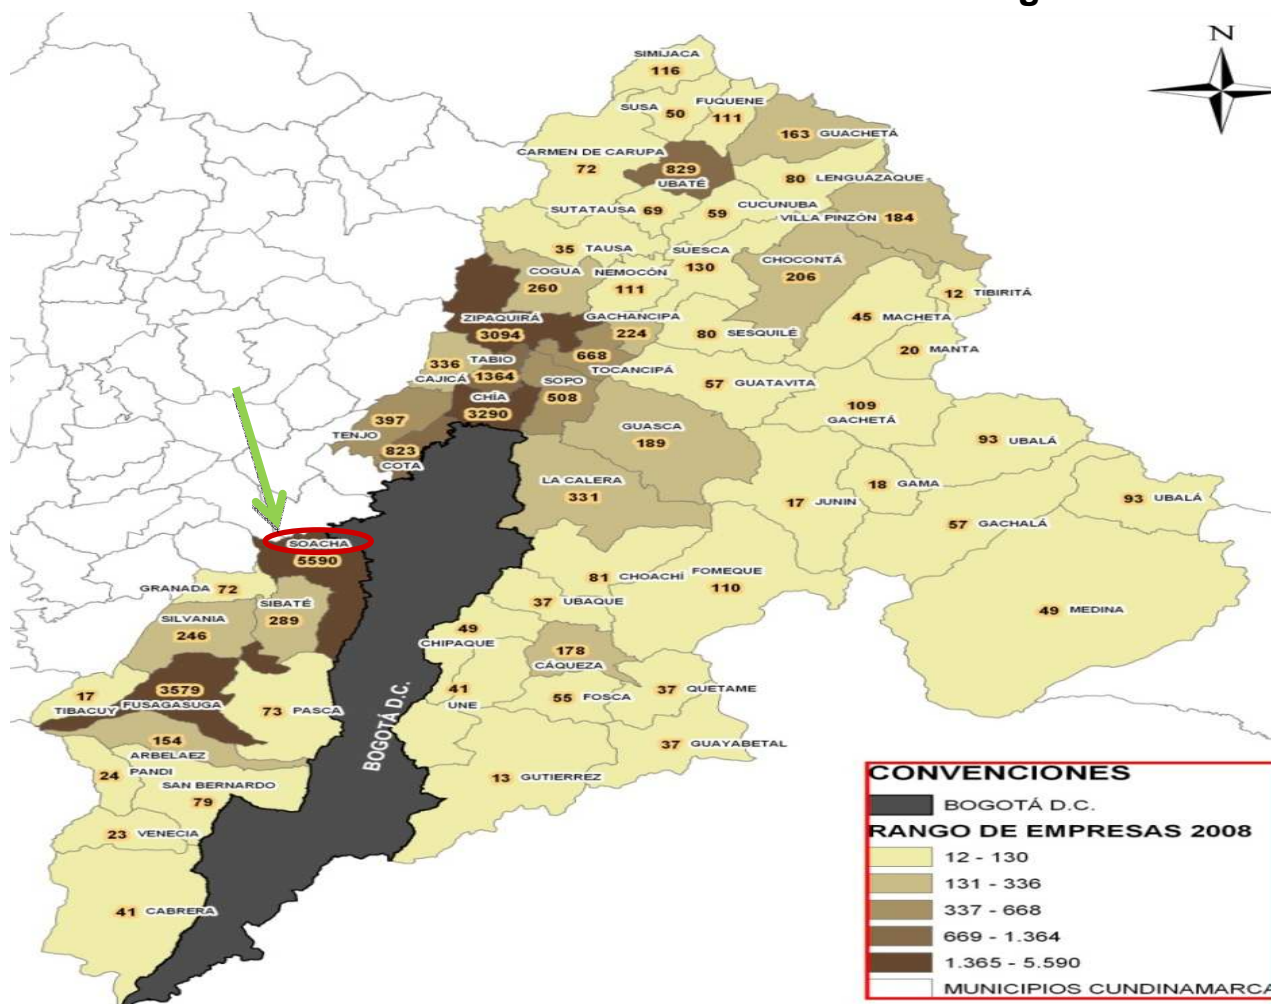 g
N
SIMIJACA
116
SUSA
50
FUQUENE
111
163 GUACHETÁ
CARMEN DE CARUPA
72
829
UBATÉ
80 LENGUAZAQUE
SUTATAUSA 69
59 CUCUNUBA
VILLA PINZÓN
184
35 TAUSA
SUESCA
130
CHOCONTÁ
206
COGUA
260
NEMOCÓN
111
12 TIBIRITÁ
ZIPAQUIRÁ
3094
GACHANCIPA
224
80 SESQUILÉ
45 MACHETA
20 MANTA
336
CAJICÁ
TABIO
1364
668
TOCANCIPÁ
SOPO
508
57 GUATAVITA
CHÍA
3290
109
GACHETÁ
397
TENJO
823
COTA
GUASCA
189
93 UBALÁ
LA CALERA
331
17 JUNIN
18 GAMA
93 UBALÁ
57 GACHALÁ
SOACHA
5590
GRANADA 72
SIBATÉ
289
SILVANIA
246
81 CHOACHÍ
FOMEQUE
110
37 UBAQUE
49 MEDINA
49
CHIPAQUE
178
CÁQUEZA
17
TIBACUY
3579
FUSAGASUGA
73 PASCA
41
UNE
55 FOSCA
37 QUETAME
BOGOTÁ D.C.
154
ARBELAEZ
37 GUAYABETAL
24 PANDI
SAN BERNARDO
79
13 GUTIERREZ
23 VENECIA
41 CABRERA
CONVENCIONES
BOGOTÁ D.C.
RANGO DE EMPRESAS 2008
12 - 130
131 - 336
337 - 668
669 - 1.364
1.365 - 5.590
MUNICIPIOS CUNDINAMARCA